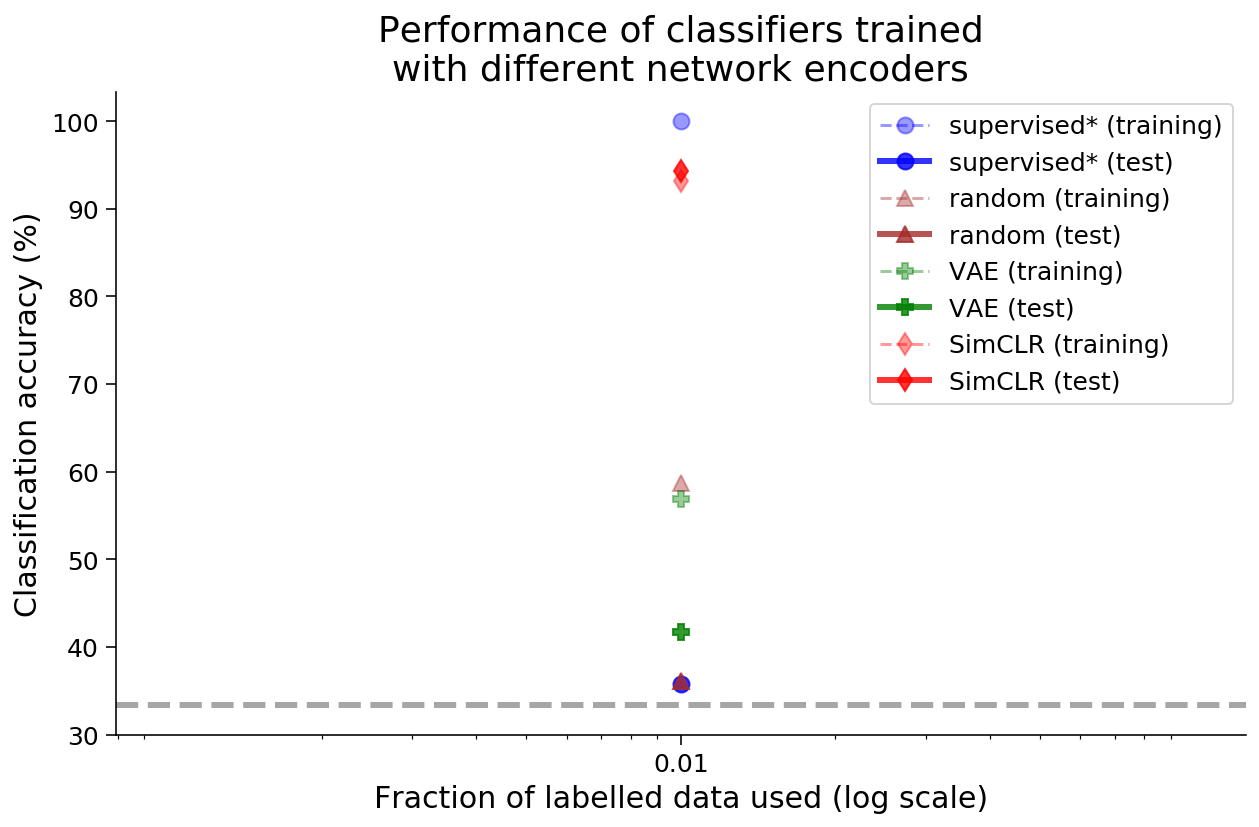 Performance of classifiers trained
with different network encoders
Classification accuracy (%)
100
90
80
70
60
50
40
30
supervised* (training)
supervised* (test)
random (training)
random (test)
VAE (training)
VAE (test)
SimCLR (training)
SimCLR (test)
0.01
Fraction of labelled data used (log scale)